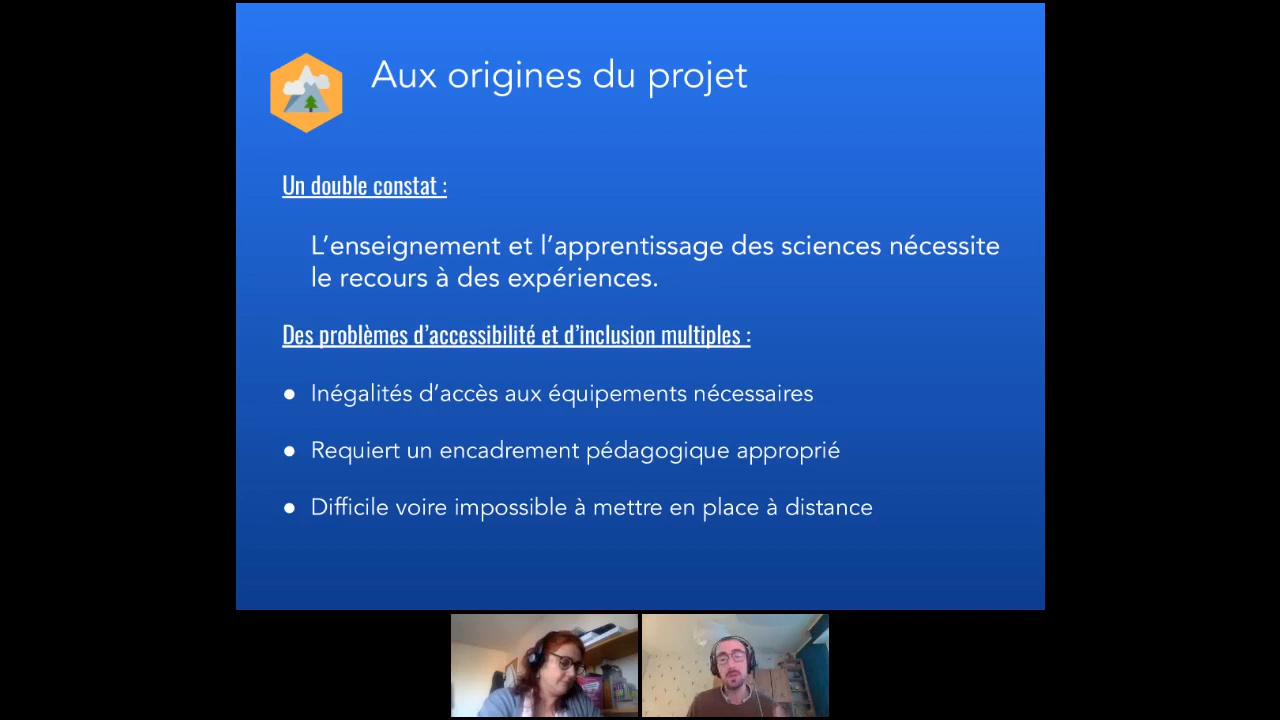 Aux origines du projet
Un double constat :
L’enseignement et l’apprentissage des sciences nécessite
le recours à des expériences.
Des problèmes d’accessibilité et d’inclusion multiples :
● Inégalités d’accès aux équipements nécessaires
● Requiert un encadrement pédagogique approprié
● Difficile voire impossible à mettre en place à distance